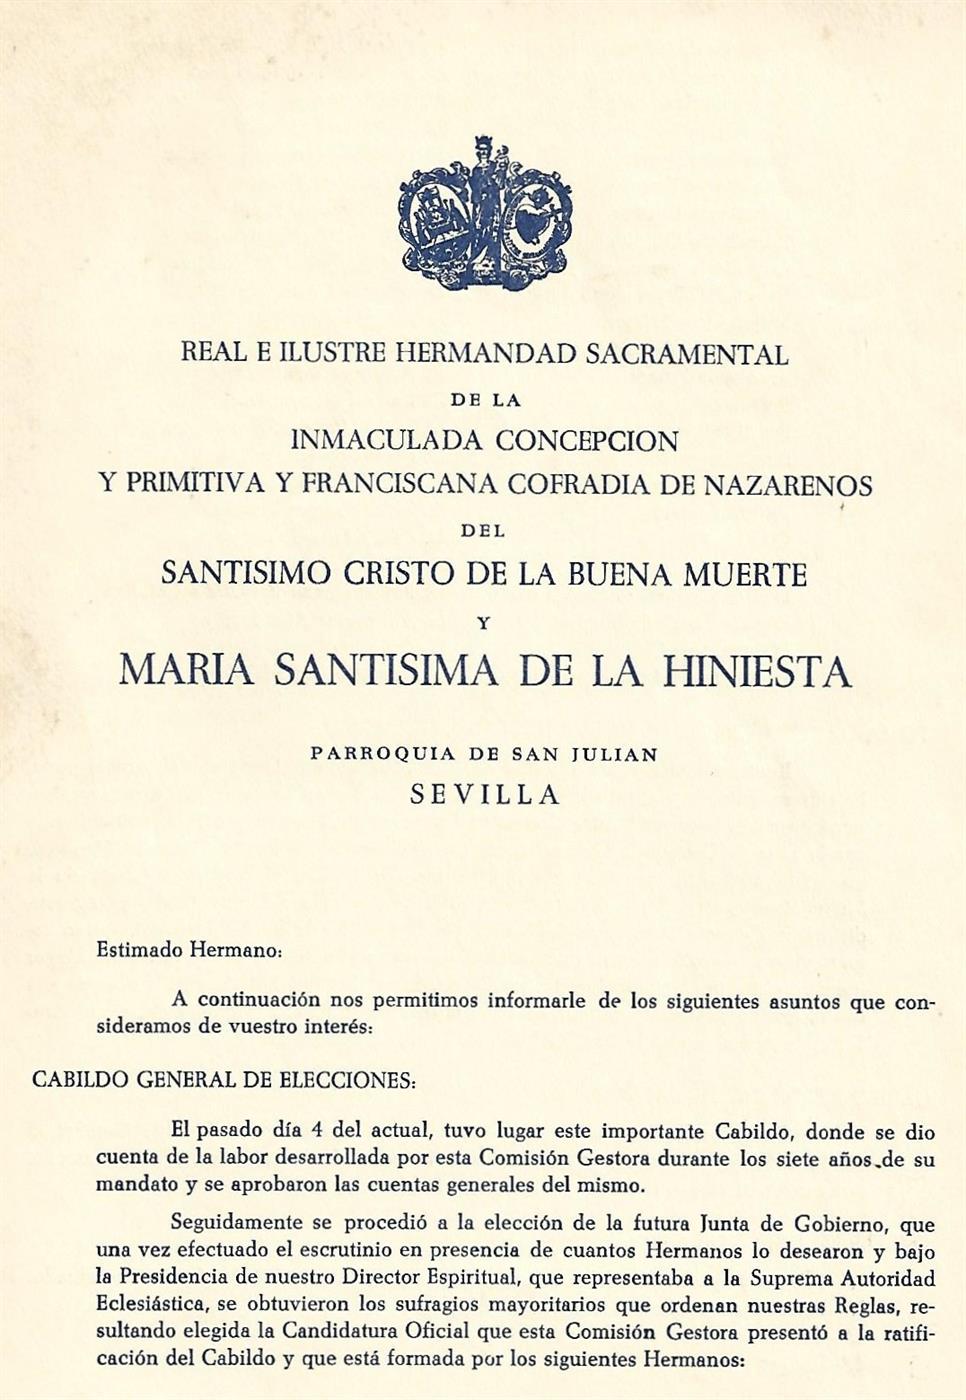 REAL E ILUSTRE HERMANDAD SACRAMENTAL
DE LA
INMACULADA CONCEPCION
Y PRIMITIVA Y FRANCISCANA COFRADIA DE NAZARENOS
DEL
SANTISIMO CRISTO DE LA BUENA MUERTE
Y
MARIA SANTISIMA DE LA HINIESTA
PARROQUIA DE SAN JULIAN
SEVILLA
Estimado Hermano:
A continuación nos permitimos informarle de los siguientes asuntos que con-
sideramos de vuestro interés:
CABILDO GENERAL DE ELECCIONES:
El pasado día 4 del actual, tuvo lugar este importante Cabildo, donde se dio
cuenta de la labor desarrollada por esta Comisión Gestora durante los siete años de su
mandato y se aprobaron las cuentas generales del mismo.
Seguidamente se procedió a la elección de la futura Junta de Gobierno, que
una vez efectuado el escrutinio en presencia de cuantos Hermanos lo desearon y bajo
la Presidencia de nuestro Director Espiritual, que representaba a la Suprema Autoridad
Eclesiástica, se obtuvieron los sufragios mayoritarios que ordenan nuestras Reglas, re-
sultando elegida la Candidatura Oficial que esta Comisión Gestora presentó a la ratifi-
cación del Cabildo y que está formada por los siguientes Hermanos: